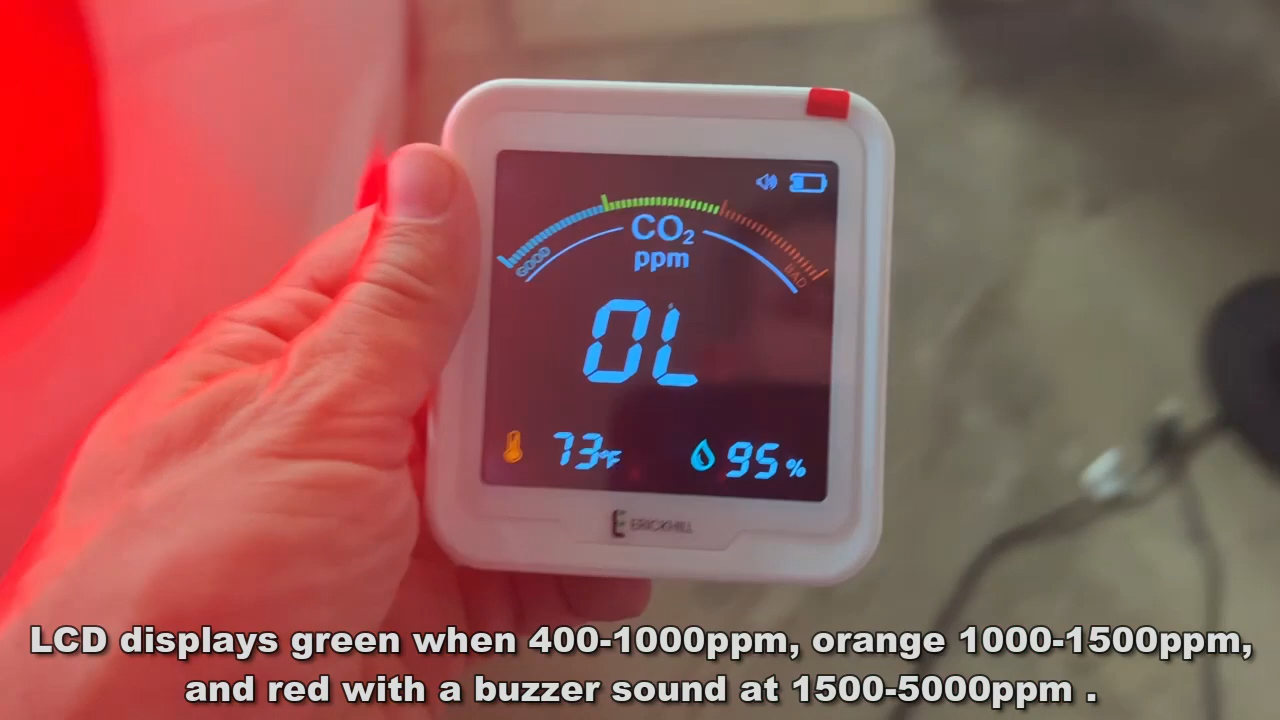 CO₂
ppm
GOOD
BAD
OL
73°F
95%
ERICKHILL
LCD displays green when 400-1000ppm, orange 1000-1500ppm,
and red with a buzzer sound at 1500-5000ppm .